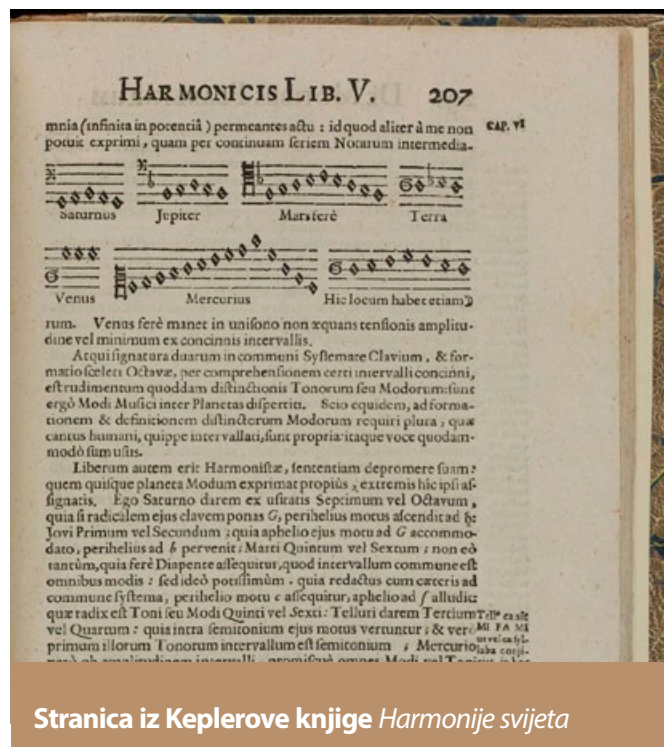 HARMONICIS LIB. V. 207
mnia (infinita in potentiâ) permeantes actu : id quod aliter à me non CAP. VI
potuit exprimi, quam per continuam seriem Notarum intermedia-
Saturnus Jupiter Mars ferè Terra
Venus Mercurius Hic locum habet etiam )
rum. Venus ferè manet in unisono non æquans tensionis amplitu-
dine vel minimum ex concinnis intervallis.
Atqui signatura duarum in communi Systemate Clavium, & for-
matio sceleti Octavæ, per comprehensionem certi intervalli concinni,
est rudimentum quoddam distinctionis Tonorum seu Modorum: sunt
ergò Modi Musici inter Planetas dispertiti. Scio equidem, ad forma-
tionem & definitionem distinctorum Modorum requiri plura, quæ
cantus humani, quippe intervallati, sunt propria: itaque voce quodam-
modò sum usus.
Liberum autem erit Harmonistæ, sententiam depromere suam:
quem quisque planeta Modum exprimat propiùs, extremis hîc ipsi as-
signatis. Ego Saturno darem ex usitatis Septimum vel Octavum,
quia si radicalem ejus clavem ponas G, perihelius motus ascendit ad h:
Jovi Primum vel Secundum ; quia aphelio ejus motu ad G accommo-
dato, perihelius ad b pervenit: Marti Quintum vel Sextum : non eò
tantùm, quia ferè Diapente assequitur, quod intervallum commune est
omnibus modis : sed ideò potissimùm . quia redactus cum cæteris ad
commune systema, perihelio motu c assequitur, aphelio ad f alludit:
quæ radix est Toni seu Modi Quinti vel Sexti: Telluri darem Tertium
vel Quartum : quia intra semitonium ejus motus vertuntur ; & verò
primum illorum Tonorum intervallum est semitonium ; Mercurio
MI FA MI
Stranica iz Keplerove knjige Harmonije svijeta